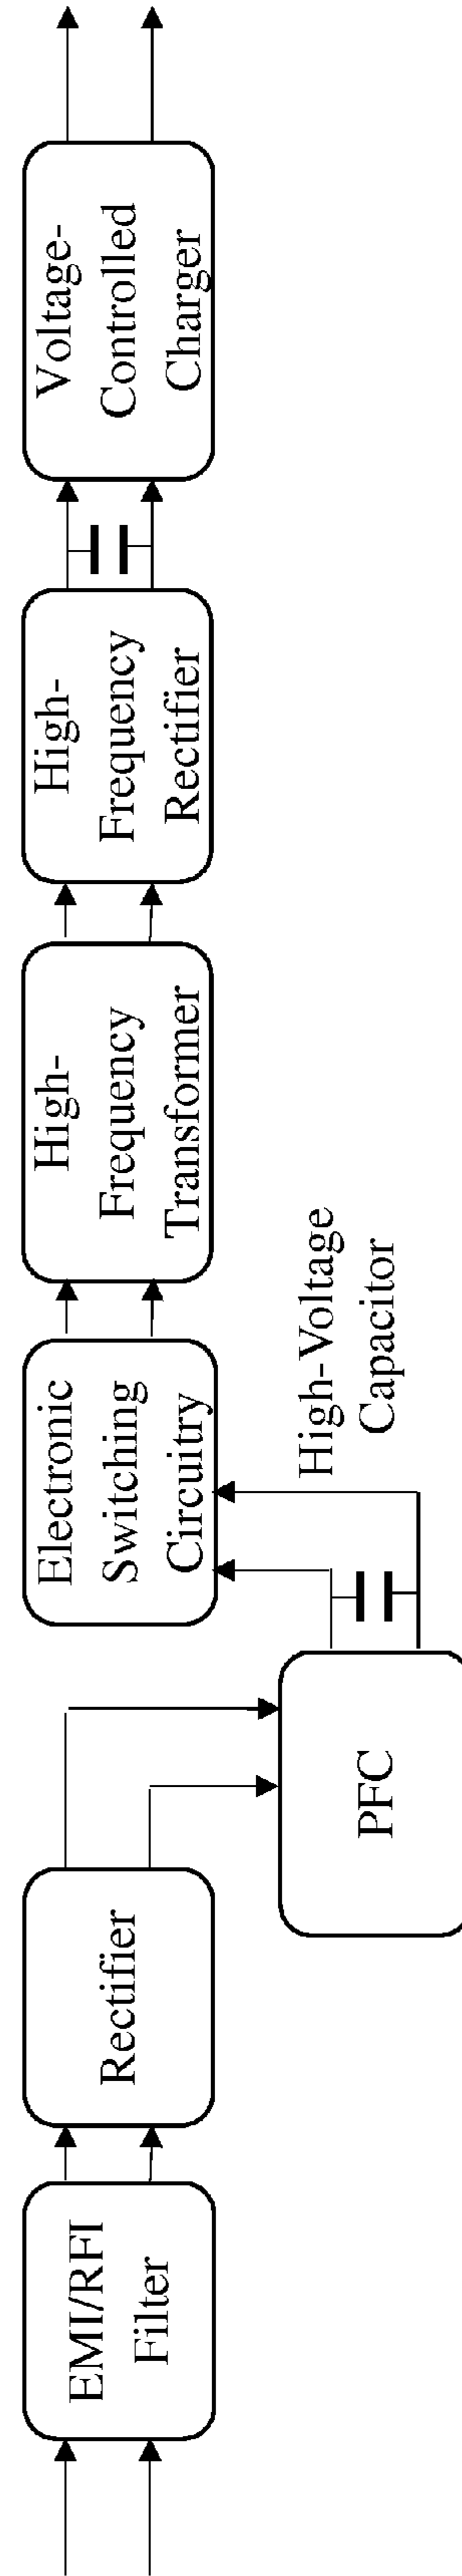 EMI/RFI
Filter
Rectifier
PFC
High-Voltage
Capacitor
Electronic
Switching
Circuitry
High-
Frequency
Transformer
High-
Frequency
Rectifier
Voltage-
Controlled
Charger